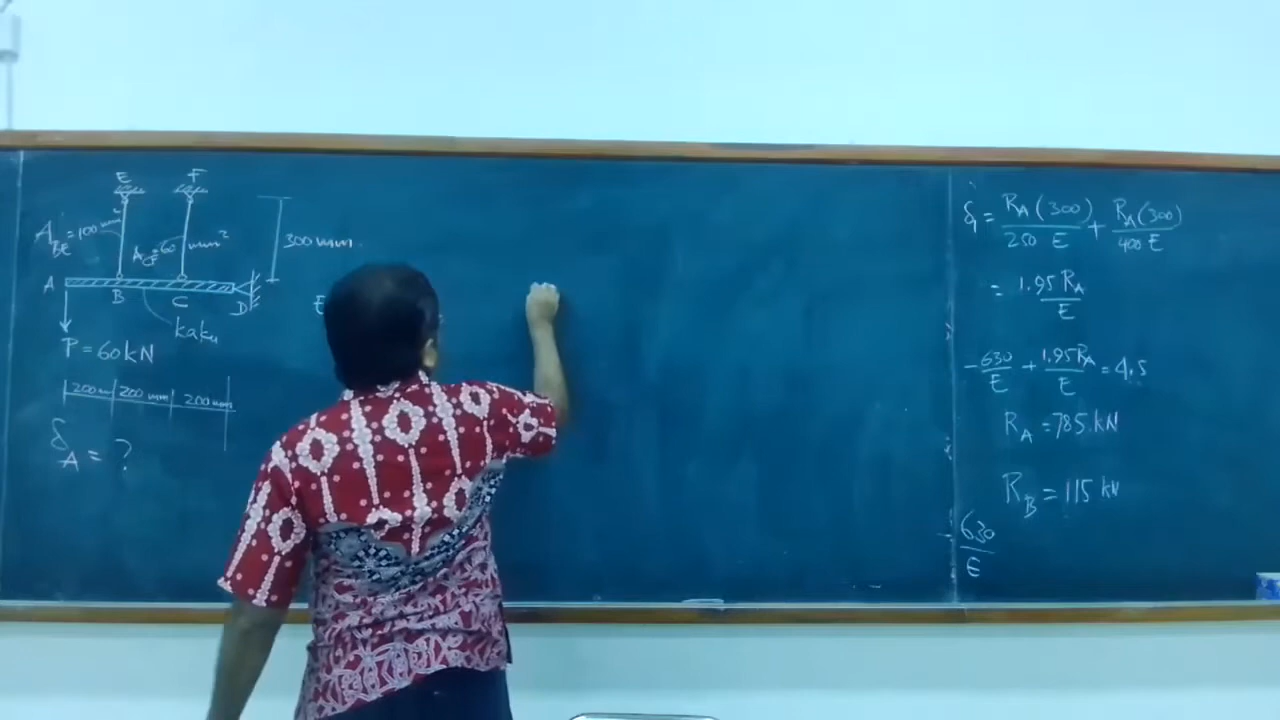 E F
A_BE = 100 mm²
A_CF = 60 mm²
300 mm
A B C D
kaku
P = 60 kN
200 mm 200 mm 200 mm
δ_A = ?
E
δ₁ = R_A (300) / 250 E + R_A (300) / 400 E
= 1.95 R_A / E
-630/E + 1.95 R_A / E = 4.5
R_A = 785 kN
R_B = 115 kN
630/E